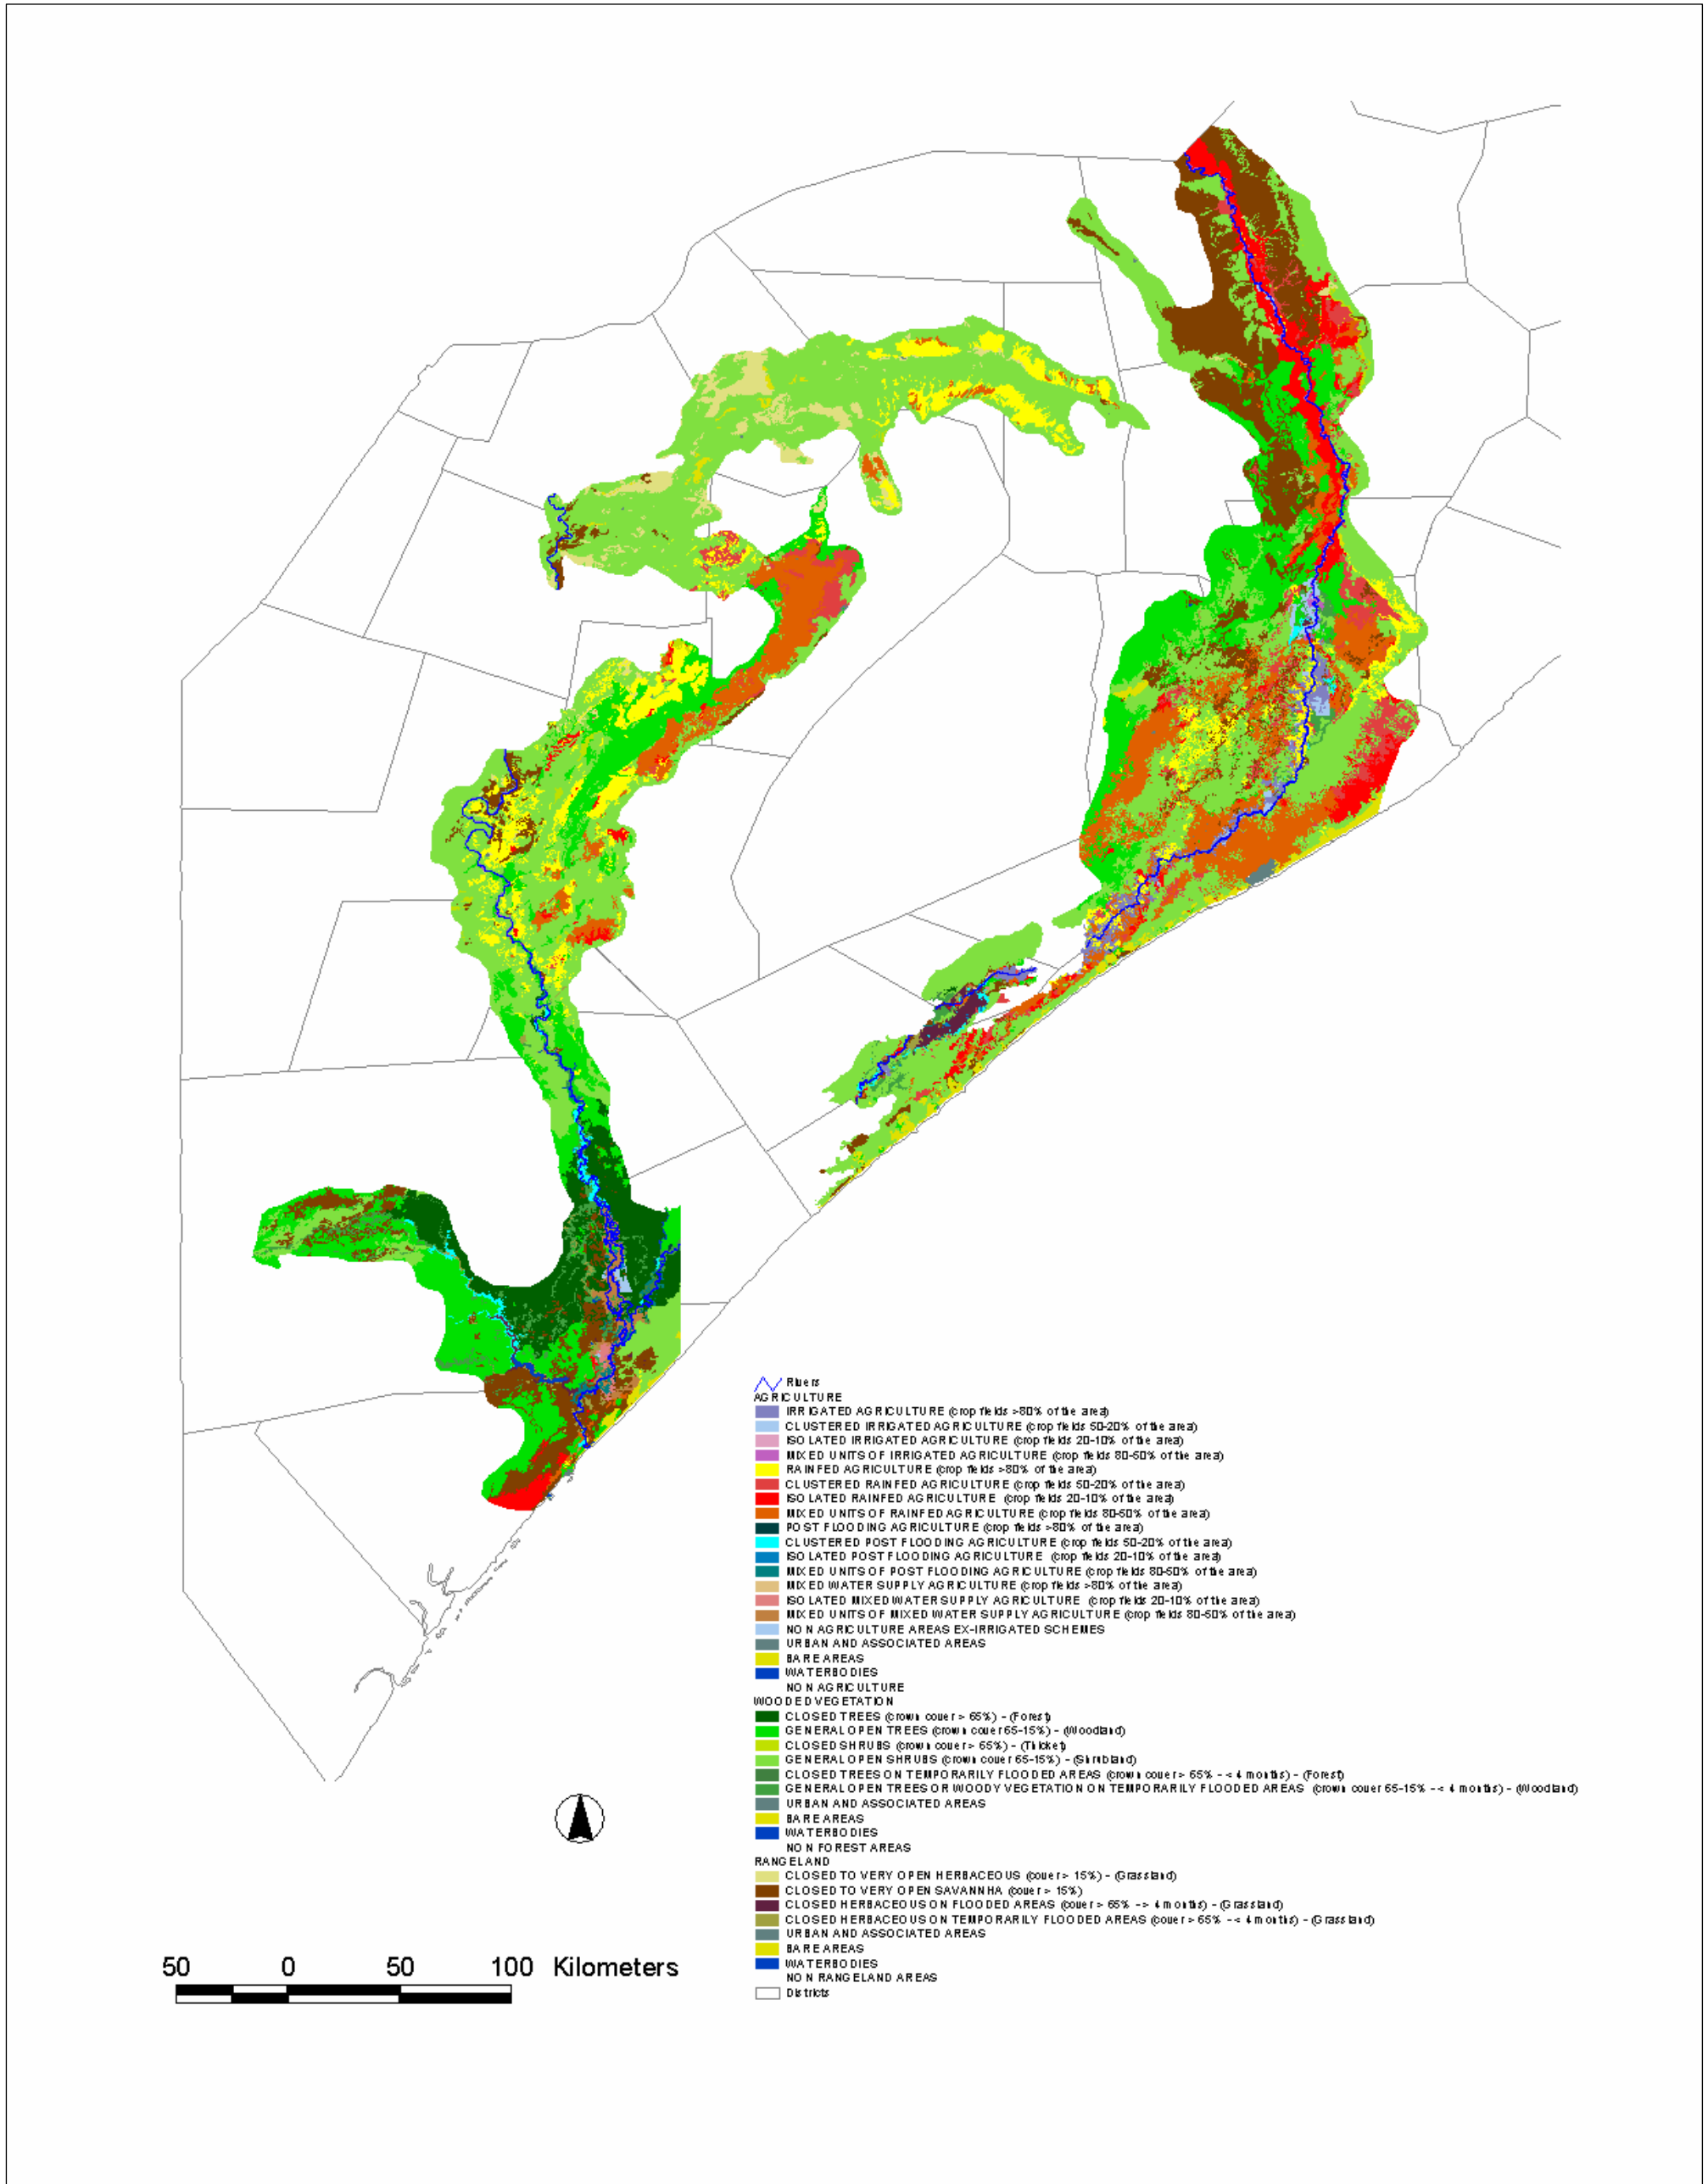 Rivers
AGRICULTURE
IRRIGATED AGRICULTURE (crop fields >80% of the area)
CLUSTERED IRRIGATED AGRICULTURE (crop fields 50-20% of the area)
ISOLATED IRRIGATED AGRICULTURE (crop fields 20-10% of the area)
MIXED UNITS OF IRRIGATED AGRICULTURE (crop fields 80-50% of the area)
RAINFED AGRICULTURE (crop fields >80% of the area)
CLUSTERED RAINFED AGRICULTURE (crop fields 50-20% of the area)
ISOLATED RAINFED AGRICULTURE (crop fields 20-10% of the area)
MIXED UNITS OF RAINFED AGRICULTURE (crop fields 80-50% of the area)
POST FLOODING AGRICULTURE (crop fields >80% of the area)
CLUSTERED POST FLOODING AGRICULTURE (crop fields 50-20% of the area)
ISOLATED POST FLOODING AGRICULTURE (crop fields 20-10% of the area)
MIXED UNITS OF POST FLOODING AGRICULTURE (crop fields 80-50% of the area)
MIXED WATER SUPPLY AGRICULTURE (crop fields >80% of the area)
ISOLATED MIXED WATER SUPPLY AGRICULTURE (crop fields 20-10% of the area)
MIXED UNITS OF MIXED WATER SUPPLY AGRICULTURE (crop fields 80-50% of the area)
NON AGRICULTURE AREAS EX-IRRIGATED SCHEMES
URBAN AND ASSOCIATED AREAS
BARE AREAS
WATERBODIES
NON AGRICULTURE
WOODED VEGETATION
CLOSED TREES (crown cover > 65%) - (Forest)
GENERAL OPEN TREES (crown cover 65-15%) - (Woodland)
CLOSED SHRUBS (crown cover > 65%) - (Thicket)
GENERAL OPEN SHRUBS (crown cover 65-15%) - (Shrubland)
CLOSED TREES ON TEMPORARILY FLOODED AREAS (crown cover > 65% - < 4 months) - (Forest)
GENERAL OPEN TREES OR WOODY VEGETATION ON TEMPORARILY FLOODED AREAS (crown cover 65-15% - < 4 months) - (Woodland)
URBAN AND ASSOCIATED AREAS
BARE AREAS
WATERBODIES
NON FOREST AREAS
RANGELAND
CLOSED TO VERY OPEN HERBACEOUS (cover > 15%) - (Grassland)
CLOSED TO VERY OPEN SAVANNHA (cover > 15%)
CLOSED HERBACEOUS ON FLOODED AREAS (cover > 65% - > 4 months) - (Grassland)
CLOSED HERBACEOUS ON TEMPORARILY FLOODED AREAS (cover > 65% - < 4 months) - (Grassland)
URBAN AND ASSOCIATED AREAS
BARE AREAS
WATERBODIES
NON RANGELAND AREAS
Districts
50 0 50 100 Kilometers